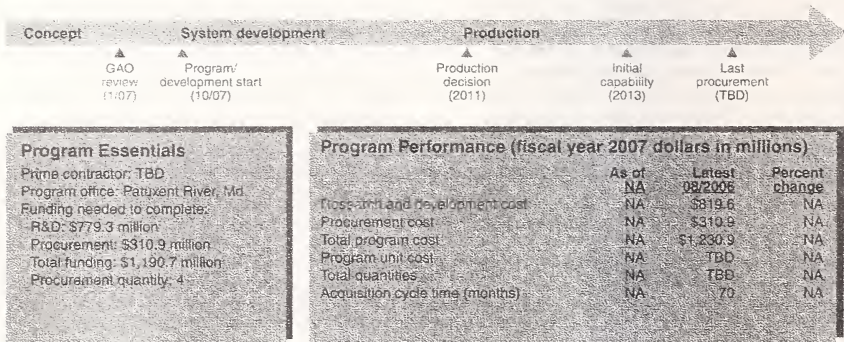 Concept System development Production
GAO review (1/07)
Program/ development start (10/07)
Production decision (2011)
Initial capability (2013)
Last procurement (TBD)
Program Essentials
Prime contractor: TBD
Program office: Patuxent River, Md.
Funding needed to complete:
R&D: $779.3 million
Procurement: $310.9 million
Total funding: $1,190.7 million
Procurement quantity: 4
Program Performance (fiscal year 2007 dollars in millions)
As of NA Latest 08/2006 Percent change
Research and development cost NA $819.6 NA
Procurement cost NA $310.9 NA
Total program cost NA $1,230.9 NA
Program unit cost NA TBD NA
Total quantities NA TBD NA
Acquisition cycle time (months) NA 70 NA